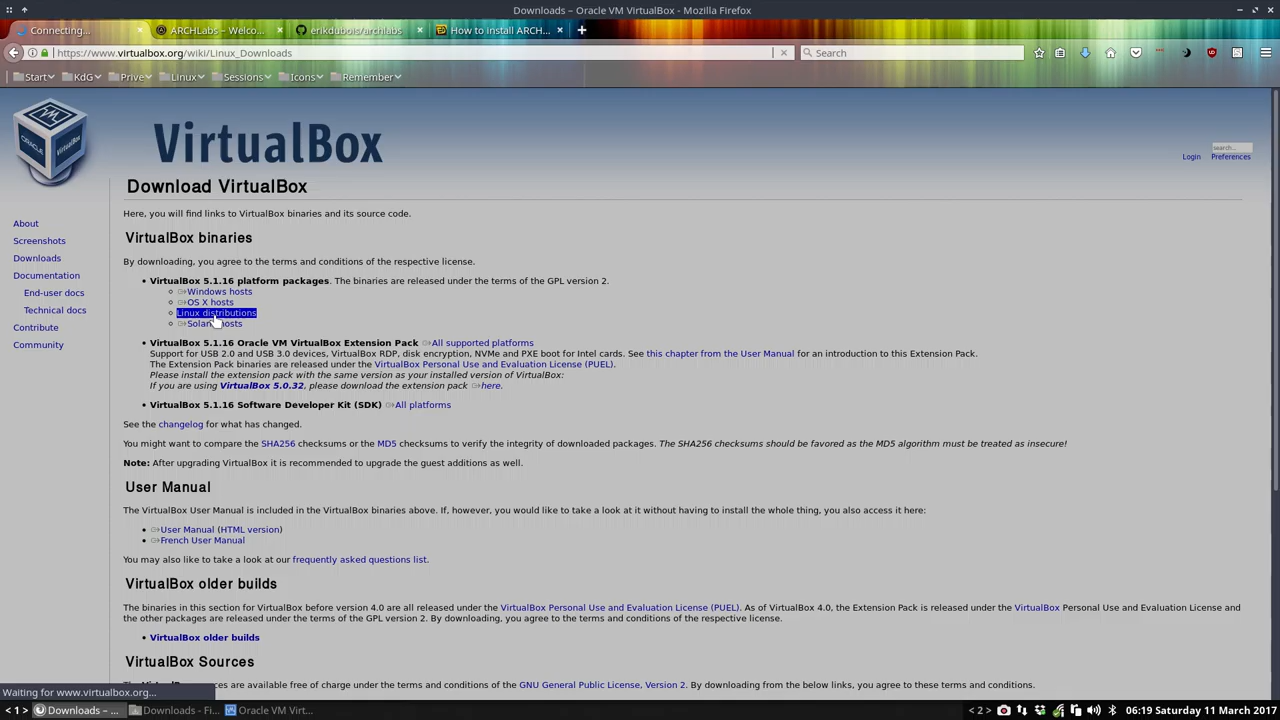 Downloads – Oracle VM VirtualBox - Mozilla Firefox
Connecting... × ARCHLabs – Welco... × erikdubois/archlabs × How to install ARCH... ×
https://www.virtualbox.org/wiki/Linux_Downloads
Search
Start KdG Prive Linux Sessions Icons Remember
VirtualBox
search...
Login Preferences
Download VirtualBox
Here, you will find links to VirtualBox binaries and its source code.
About
Screenshots
Downloads
Documentation
End-user docs
Technical docs
Contribute
Community
VirtualBox binaries
By downloading, you agree to the terms and conditions of the respective license.
• VirtualBox 5.1.16 platform packages. The binaries are released under the terms of the GPL version 2.
Windows hosts
OS X hosts
Linux distributions
Solaris hosts
• VirtualBox 5.1.16 Oracle VM VirtualBox Extension Pack All supported platforms
Support for USB 2.0 and USB 3.0 devices, VirtualBox RDP, disk encryption, NVMe and PXE boot for Intel cards. See this chapter from the User Manual for an introduction to this Extension Pack.
The Extension Pack binaries are released under the VirtualBox Personal Use and Evaluation License (PUEL).
Please install the extension pack with the same version as your installed version of VirtualBox:
If you are using VirtualBox 5.0.32, please download the extension pack here.
• VirtualBox 5.1.16 Software Developer Kit (SDK) All platforms
See the changelog for what has changed.
You might want to compare the SHA256 checksums or the MD5 checksums to verify the integrity of downloaded packages. The SHA256 checksums should be favored as the MD5 algorithm must be treated as insecure!
Note: After upgrading VirtualBox it is recommended to upgrade the guest additions as well.
User Manual
The VirtualBox User Manual is included in the VirtualBox binaries above. If, however, you would like to take a look at it without having to install the whole thing, you also access it here:
• User Manual (HTML version)
• French User Manual
You may also like to take a look at our frequently asked questions list.
VirtualBox older builds
The binaries in this section for VirtualBox before version 4.0 are all released under the VirtualBox Personal Use and Evaluation License (PUEL). As of VirtualBox 4.0, the Extension Pack is released under the VirtualBox Personal Use and Evaluation License and
the other packages are released under the terms of the GPL version 2. By downloading, you agree to the terms and conditions of the respective license.
• VirtualBox older builds
VirtualBox Sources
are available free of charge under the terms and conditions of the GNU General Public License, Version 2. By downloading from the below links, you agree to these terms and conditions.
Waiting for www.virtualbox.org...
< 1 > Downloads – ... Downloads - Fi... Oracle VM Virt... < 2 > 06:19 Saturday 11 March 2017